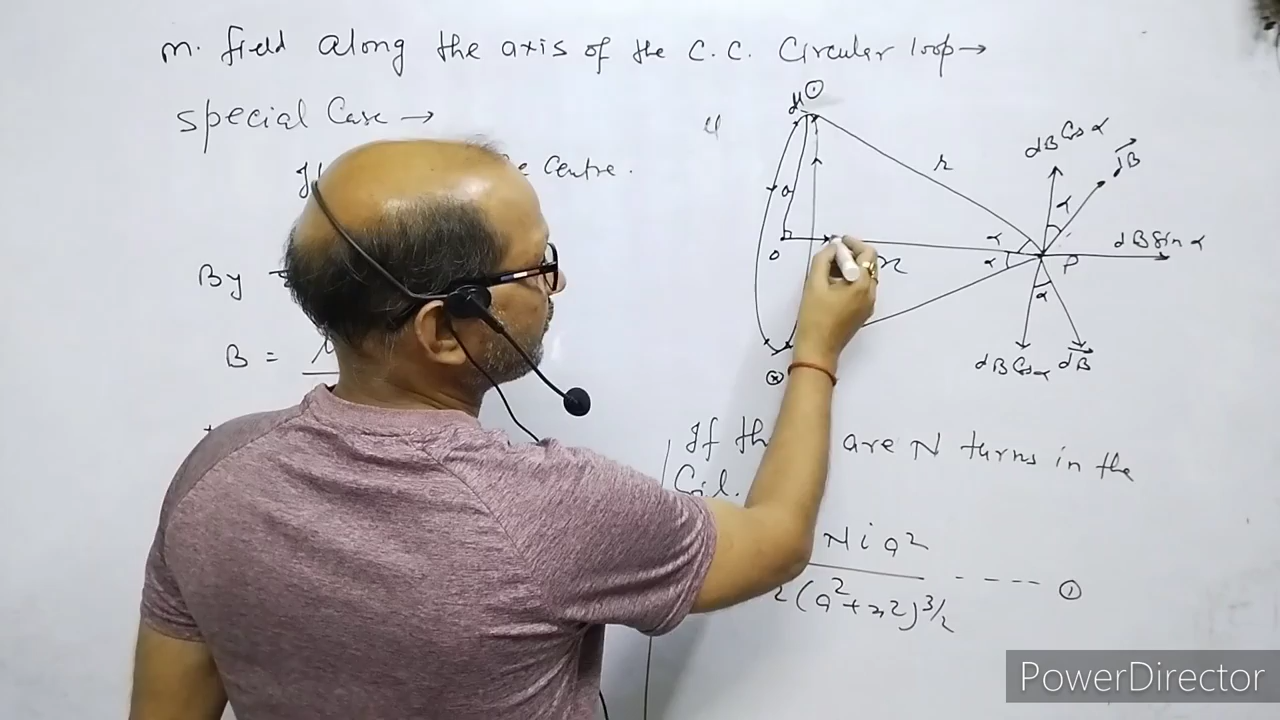 m. field along the axis of the C. C. Circular loop →
special Case →
Centre.
By
B =
dl
r
a
o
x
α
α
dB Cos α
dB
α
dB Sin α
P
α
dB Cos α
dB
If are N turns in the
Coil.
N i a²
2(a²+x²)^3/2 ---- ①
PowerDirector